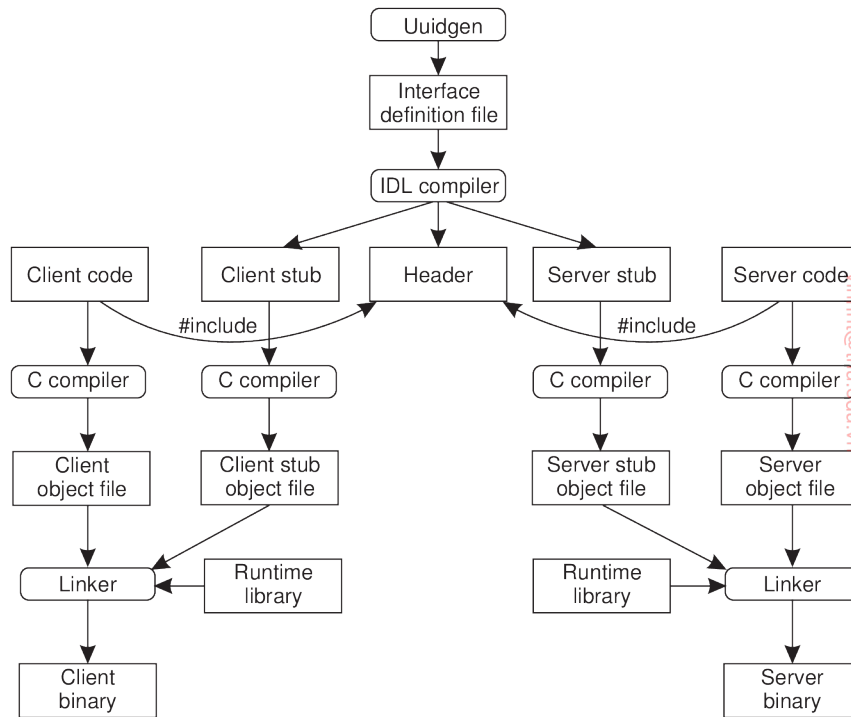 Uuidgen
Interface
definition file
IDL compiler
Client code
Client stub
Header
Server stub
Server code
#include
#include
C compiler
C compiler
C compiler
C compiler
Client
object file
Client stub
object file
Server stub
object file
Server
object file
Linker
Runtime
library
Runtime
library
Linker
Client
binary
Server
binary